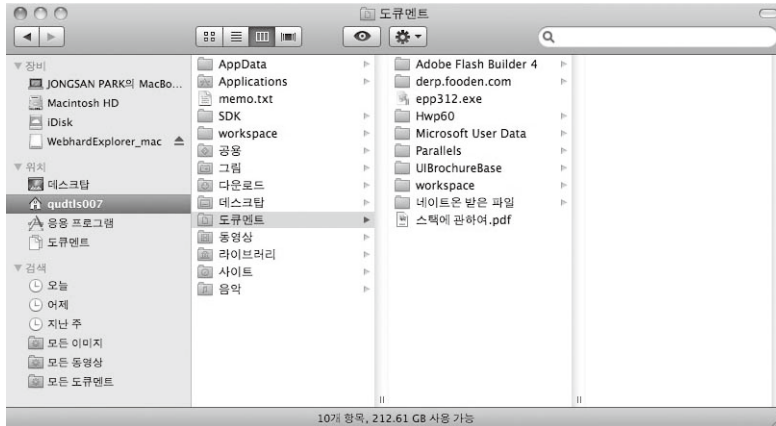 도큐멘트
장비
JONGSAN PARK의 MacBo...
Macintosh HD
iDisk
WebhardExplorer_mac
위치
데스크탑
qudtls007
응용 프로그램
도큐멘트
검색
오늘
어제
지난 주
모든 이미지
모든 동영상
모든 도큐멘트
AppData
Applications
memo.txt
SDK
workspace
공용
그림
다운로드
데스크탑
도큐멘트
동영상
라이브러리
사이트
음악
Adobe Flash Builder 4
derp.fooden.com
epp312.exe
Hwp60
Microsoft User Data
Parallels
UIBrochureBase
workspace
네이트온 받은 파일
스택에 관하여.pdf
10개 항목, 212.61 GB 사용 가능